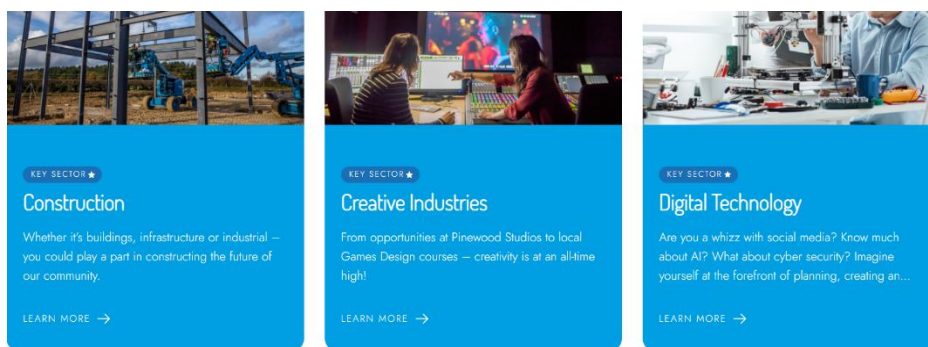 KEY SECTOR★
Construction
Whether it's buildings, infrastructure or industrial –
you could play a part in constructing the future of
our community.
LEARN MORE →
KEY SECTOR★
Creative Industries
From opportunities at Pinewood Studios to local
Games Design courses – creativity is at an all-time
high!
LEARN MORE →
KEY SECTOR★
Digital Technology
Are you a whizz with social media? Know much
about AI? What about cyber security? Imagine
yourself at the forefront of planning, creating an...
LEARN MORE →